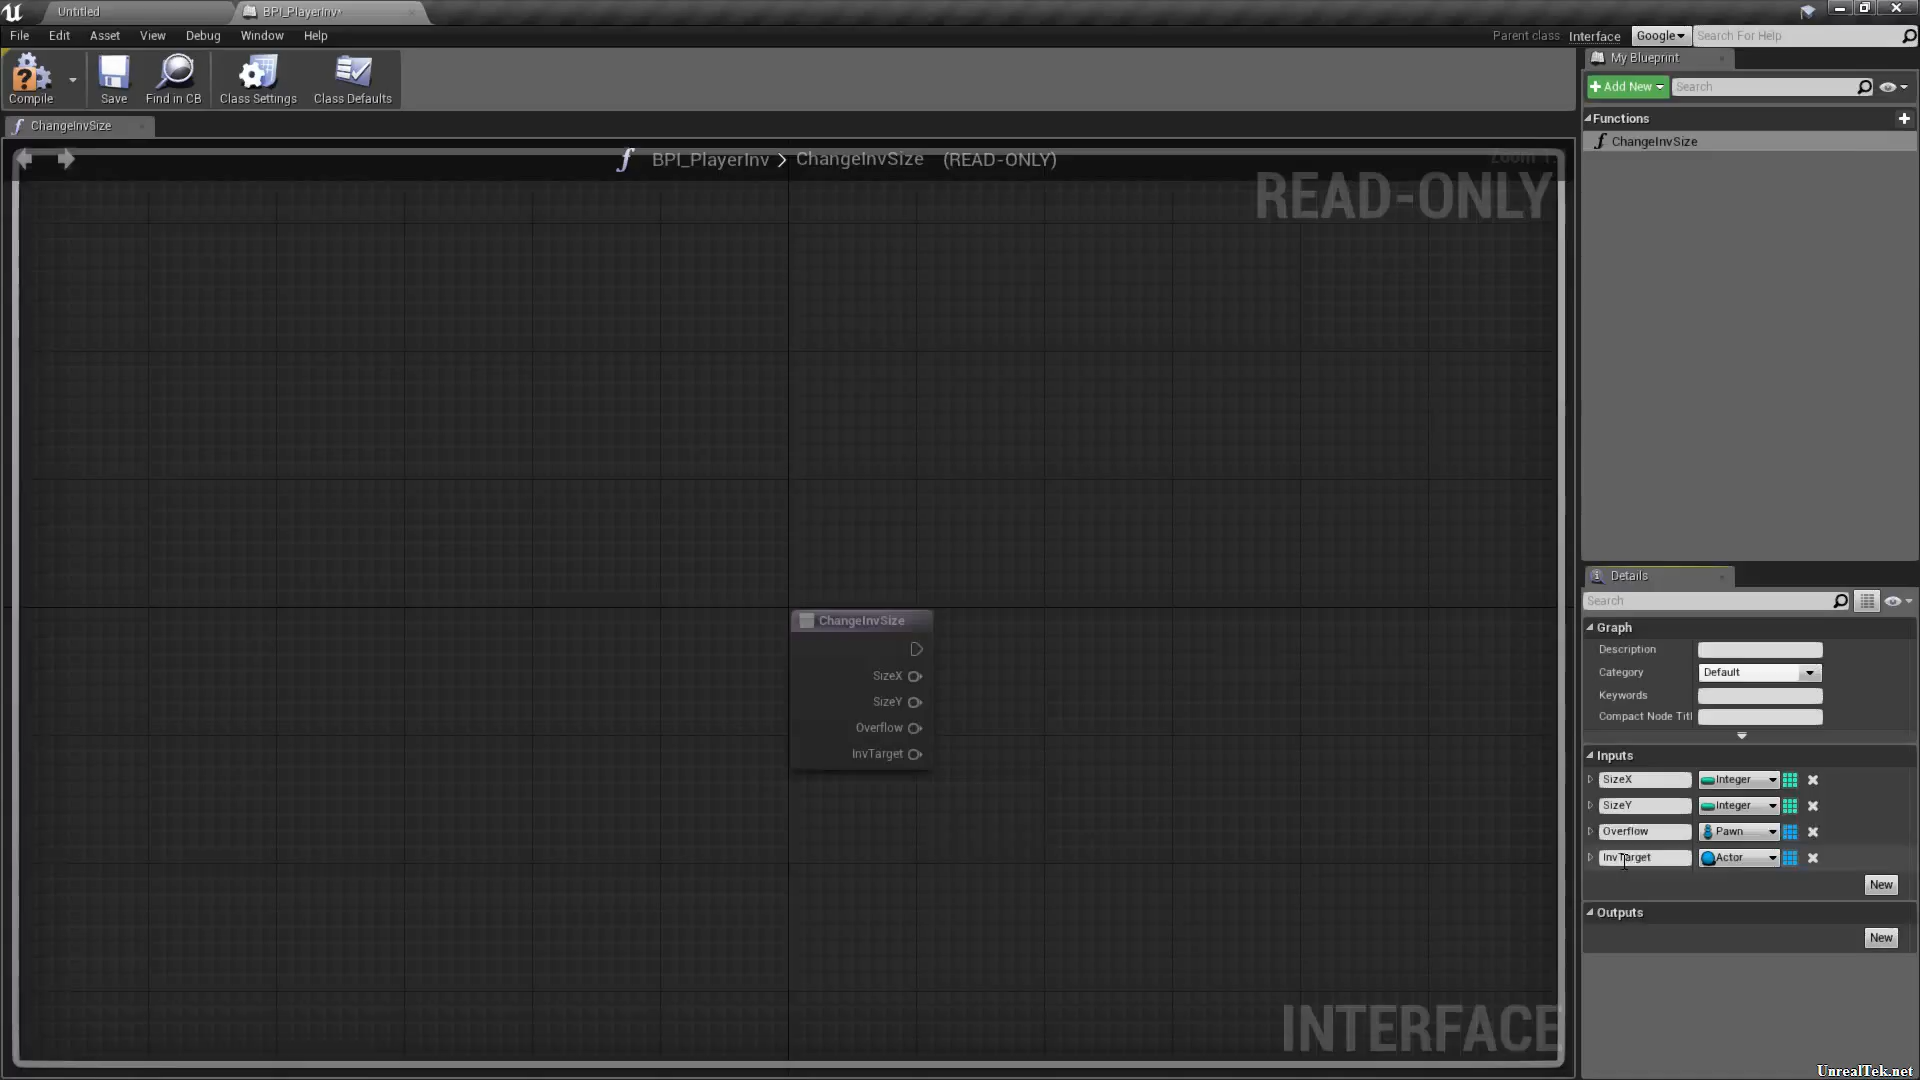 Untitled
BPI_PlayerInv*
File Edit Asset View Debug Window Help
Parent class Interface Google Search For Help
Compile Save Find in CB Class Settings Class Defaults
My Blueprint
Add New Search
Functions
ChangeInvSize
ChangeInvSize
BPI_PlayerInv > ChangeInvSize (READ-ONLY)
READ-ONLY
ChangeInvSize
SizeX
SizeY
Overflow
InvTarget
INTERFACE
Details
Search
Graph
Description
Category Default
Keywords
Compact Node Titl
Inputs
SizeX Integer
SizeY Integer
Overflow Pawn
InvTarget Actor
New
Outputs
New
UnrealTek.net